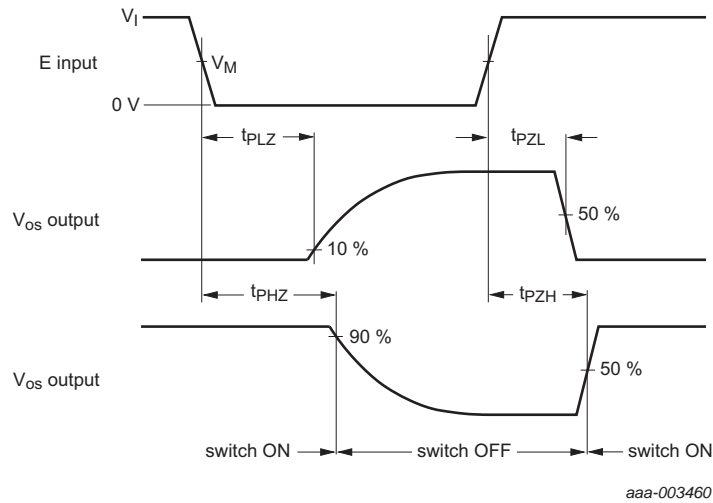 V_I
E input
V_M
0 V
t_PLZ
t_PZL
V_os output
50 %
10 %
t_PHZ
t_PZH
90 %
V_os output
50 %
switch ON
switch OFF
switch ON
aaa-003460